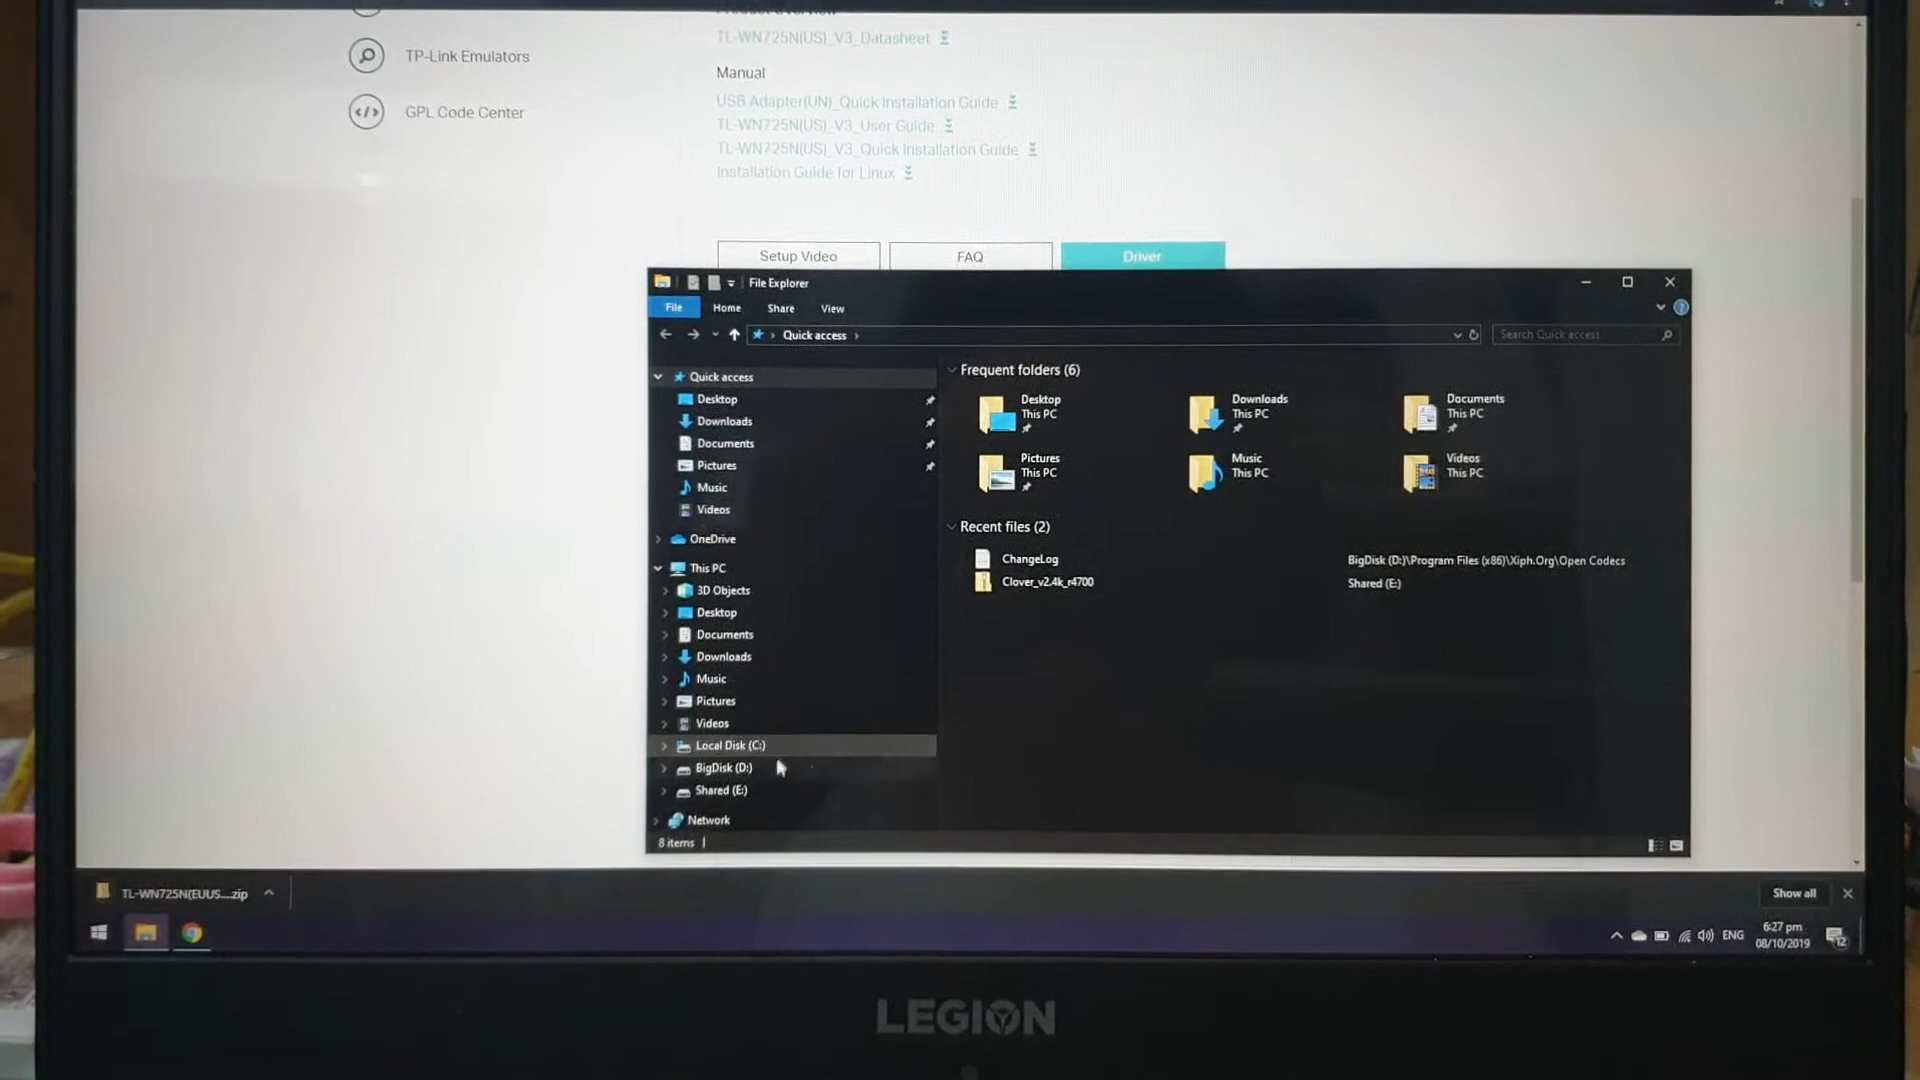 TL-WN725N(US)_V3_Datasheet
TP-Link Emulators
Manual
USB Adapter(UN)_Quick Installation Guide
GPL Code Center
TL-WN725N(US)_V3_User Guide
TL-WN725N(US)_V3_Quick Installation Guide
Installation Guide for Linux
Setup Video
FAQ
Driver
File Explorer
File
Home
Share
View
Quick access
Search Quick access
Quick access
Desktop
Downloads
Documents
Pictures
Music
Videos
OneDrive
This PC
3D Objects
Desktop
Documents
Downloads
Music
Pictures
Videos
Local Disk (C:)
BigDisk (D:)
Shared (E:)
Network
8 items
Frequent folders (6)
Desktop
This PC
Downloads
This PC
Documents
This PC
Pictures
This PC
Music
This PC
Videos
This PC
Recent files (2)
ChangeLog
BigDisk (D:)\Program Files (x86)\Xiph.Org\Open Codecs
Clover_v2.4k_r4700
Shared (E:)
TL-WN725N(EUUS....zip
Show all
ENG
6:27 pm
08/10/2019
12
LEGION